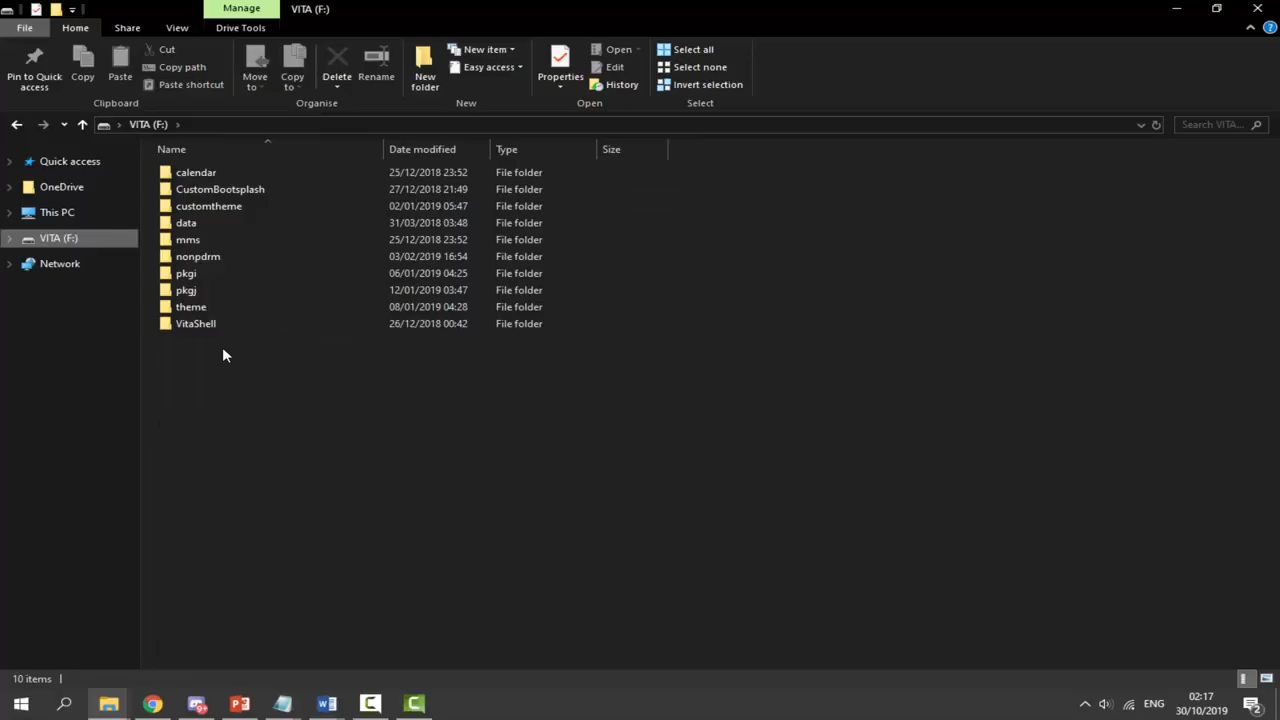 Manage
VITA (F:)
File
Home
Share
View
Drive Tools
Pin to Quick
access
Copy
Paste
Cut
Copy path
Paste shortcut
Clipboard
Move
to
Copy
to
Delete
Rename
Organise
New
folder
New item
Easy access
New
Properties
Open
Edit
History
Open
Select all
Select none
Invert selection
Select
VITA (F:)
Search VITA...
Quick access
OneDrive
This PC
VITA (F:)
Network
Name Date modified Type Size
calendar 25/12/2018 23:52 File folder
CustomBootsplash 27/12/2018 21:49 File folder
customtheme 02/01/2019 05:47 File folder
data 31/03/2018 03:48 File folder
mms 25/12/2018 23:52 File folder
nonpdrm 03/02/2019 16:54 File folder
pkgi 06/01/2019 04:25 File folder
pkgj 12/01/2019 03:47 File folder
theme 08/01/2019 04:28 File folder
VitaShell 26/12/2018 00:42 File folder
10 items
ENG
02:17
30/10/2019
2